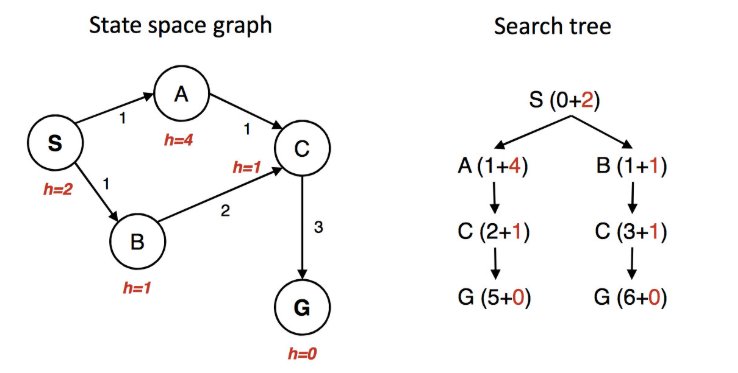 State space graph
A
1
1
h=4
S
h=2
C
h=1
1
2
B
h=1
3
G
h=0
Search tree
S (0+2)
A (1+4) B (1+1)
C (2+1) C (3+1)
G (5+0) G (6+0)